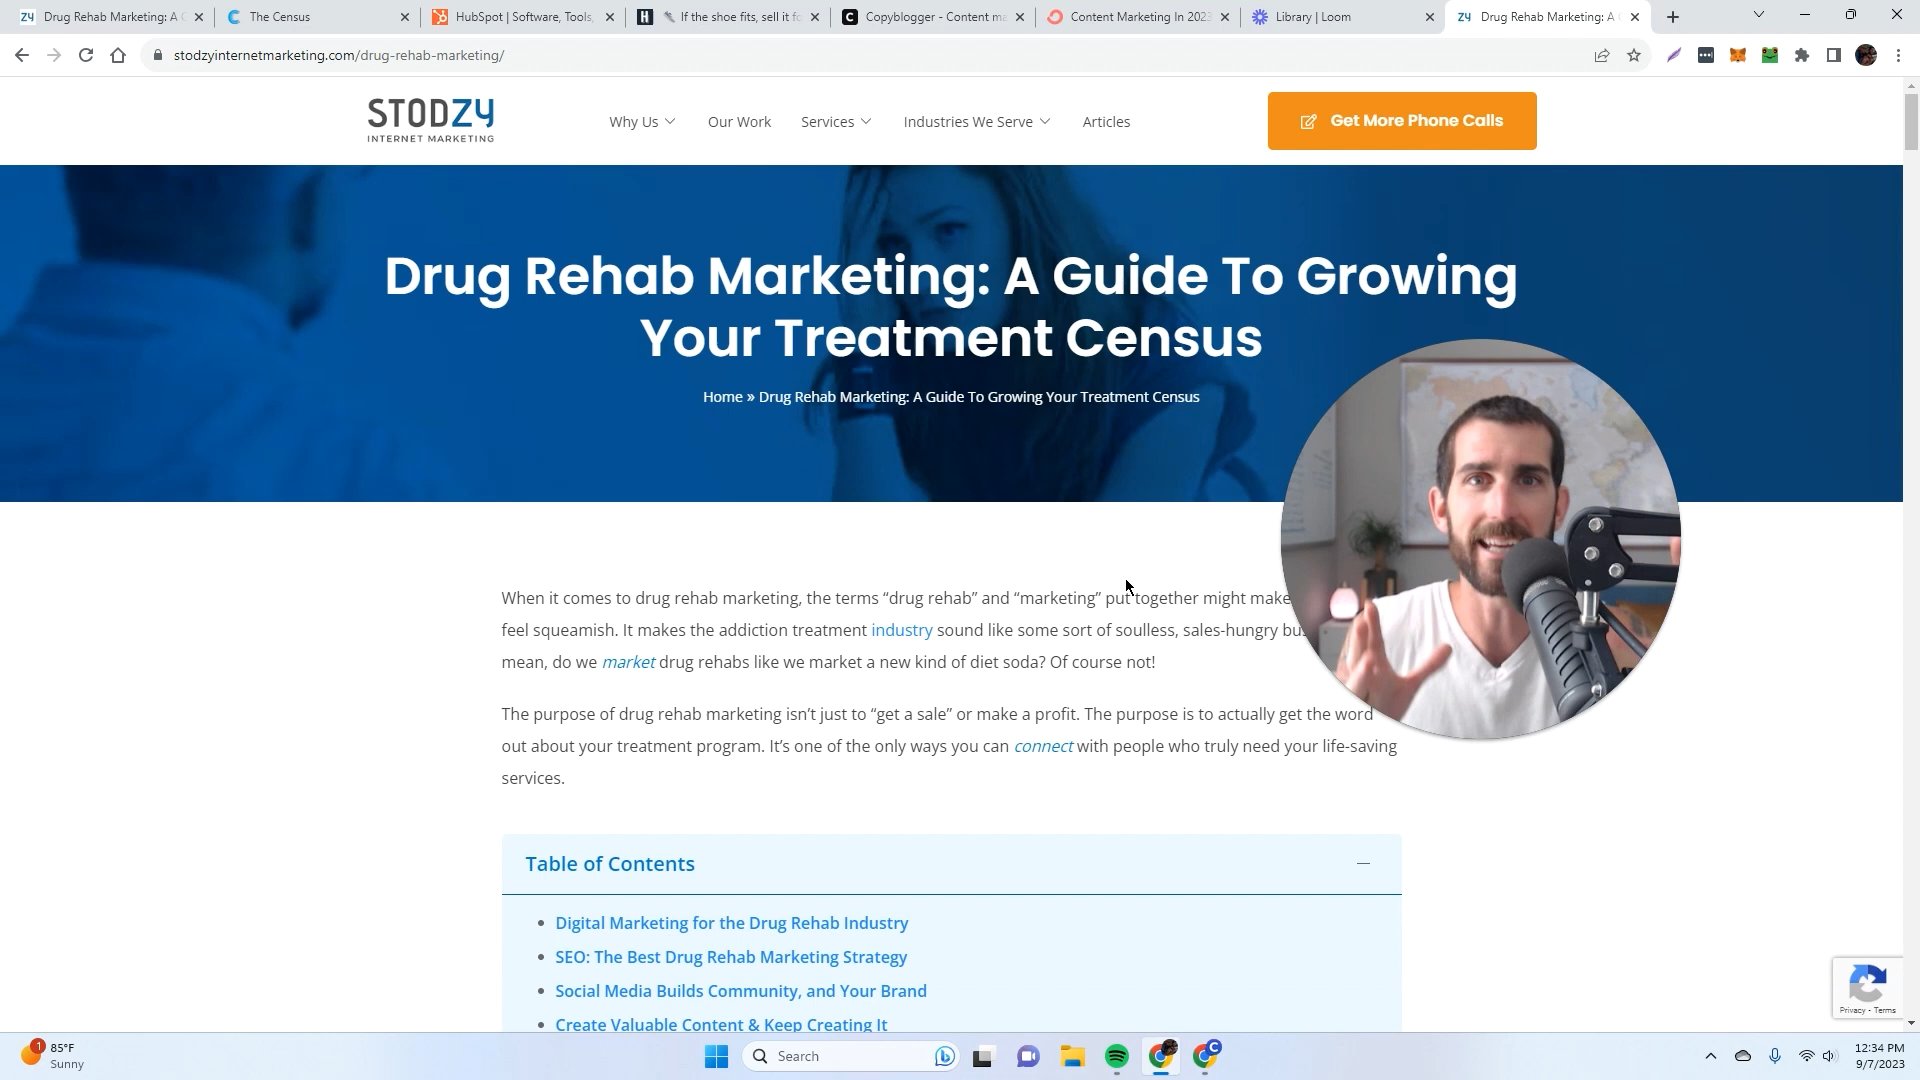 Drug Rehab Marketing: A C
The Census
HubSpot | Software, Tools,
If the shoe fits, sell it fo
Copyblogger - Content ma
Content Marketing In 2023
Library | Loom
Drug Rehab Marketing: A C
stodzyinternetmarketing.com/drug-rehab-marketing/
STODZY
INTERNET MARKETING
Why Us
Our Work
Services
Industries We Serve
Articles
Get More Phone Calls
Drug Rehab Marketing: A Guide To Growing
Your Treatment Census
Home » Drug Rehab Marketing: A Guide To Growing Your Treatment Census
When it comes to drug rehab marketing, the terms “drug rehab” and “marketing” put together might make
feel squeamish. It makes the addiction treatment industry sound like some sort of soulless, sales-hungry
mean, do we market drug rehabs like we market a new kind of diet soda? Of course not!
The purpose of drug rehab marketing isn’t just to “get a sale” or make a profit. The purpose is to actually get the word
out about your treatment program. It’s one of the only ways you can connect with people who truly need your life-saving
services.
Table of Contents
Digital Marketing for the Drug Rehab Industry
SEO: The Best Drug Rehab Marketing Strategy
Social Media Builds Community, and Your Brand
Create Valuable Content & Keep Creating It
Privacy - Terms
1
85°F
Sunny
Search
12:34 PM
9/7/2023